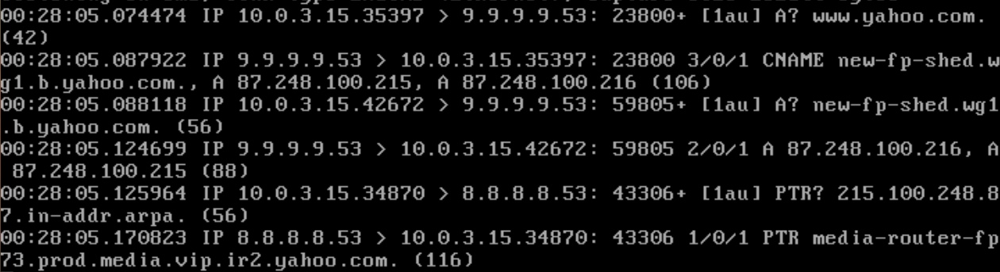 00:28:05.074474 IP 10.0.3.15.35397 > 9.9.9.9.53: 23800+ [1au] A? www.yahoo.com.
(42)
00:28:05.087922 IP 9.9.9.9.53 > 10.0.3.15.35397: 23800 3/0/1 CNAME new-fp-shed.w
g1.b.yahoo.com., A 87.248.100.215, A 87.248.100.216 (106)
00:28:05.088118 IP 10.0.3.15.42672 > 9.9.9.9.53: 59805+ [1au] A? new-fp-shed.wg1
.b.yahoo.com. (56)
00:28:05.124699 IP 9.9.9.9.53 > 10.0.3.15.42672: 59805 2/0/1 A 87.248.100.216, A
87.248.100.215 (88)
00:28:05.125964 IP 10.0.3.15.34870 > 8.8.8.8.53: 43306+ [1au] PTR? 215.100.248.8
7.in-addr.arpa. (56)
00:28:05.170823 IP 8.8.8.8.53 > 10.0.3.15.34870: 43306 1/0/1 PTR media-router-fp
73.prod.media.vip.ir2.yahoo.com. (116)